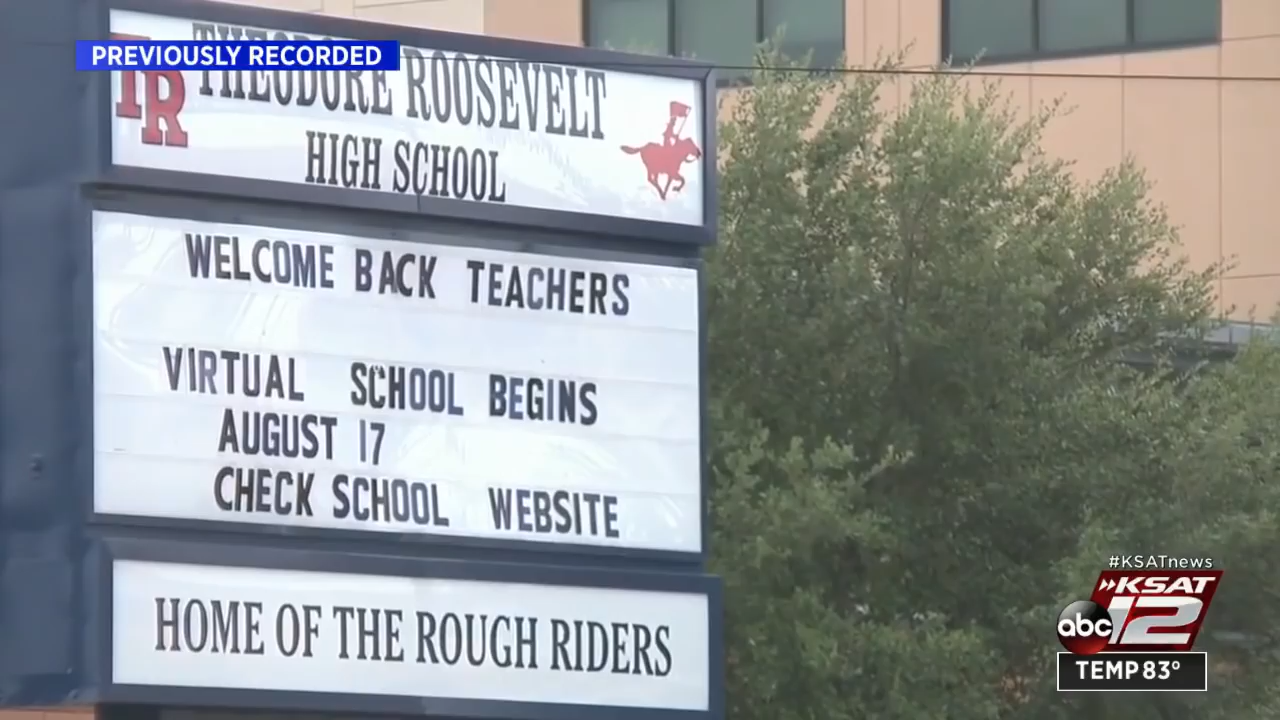 PREVIOUSLY RECORDED
TR THEODORE ROOSEVELT
HIGH SCHOOL
WELCOME BACK TEACHERS
VIRTUAL SCHOOL BEGINS
AUGUST 17
CHECK SCHOOL WEBSITE
HOME OF THE ROUGH RIDERS
#KSATnews
KSAT
abc 12
TEMP 83°